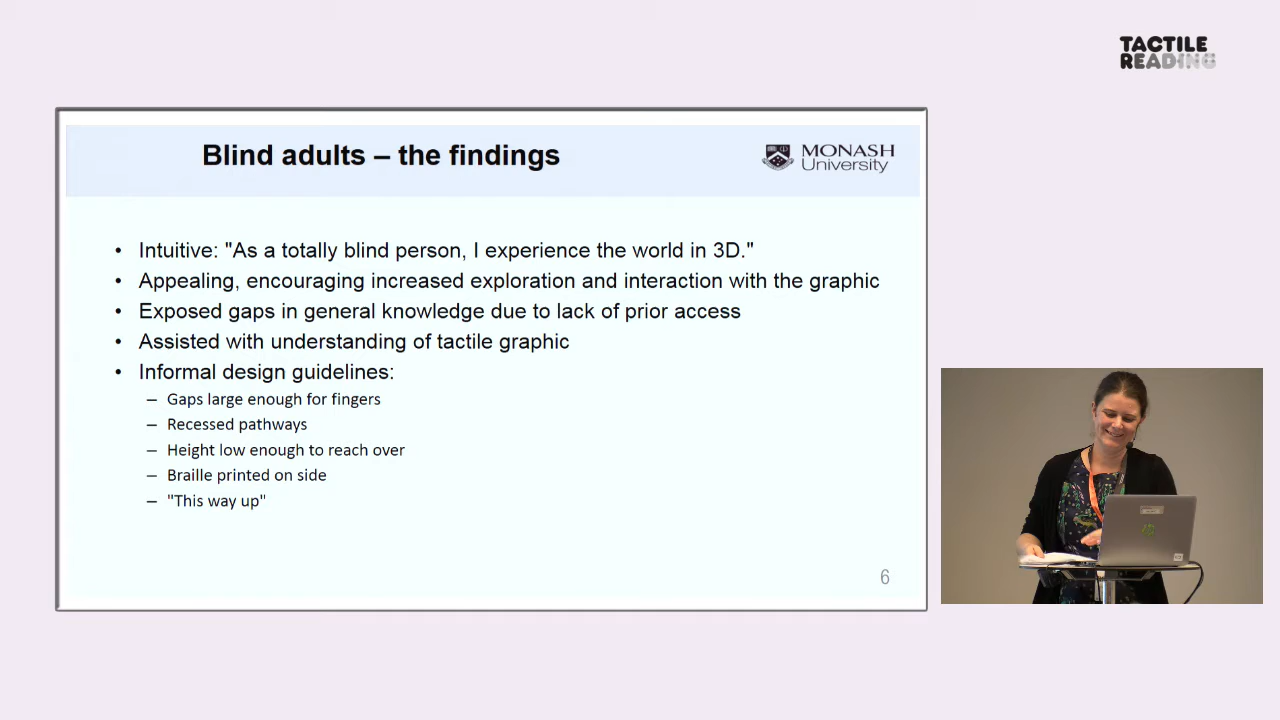 TACTILE
READING
Blind adults – the findings
MONASH
University
• Intuitive: "As a totally blind person, I experience the world in 3D."
• Appealing, encouraging increased exploration and interaction with the graphic
• Exposed gaps in general knowledge due to lack of prior access
• Assisted with understanding of tactile graphic
• Informal design guidelines:
– Gaps large enough for fingers
– Recessed pathways
– Height low enough to reach over
– Braille printed on side
– "This way up"
6